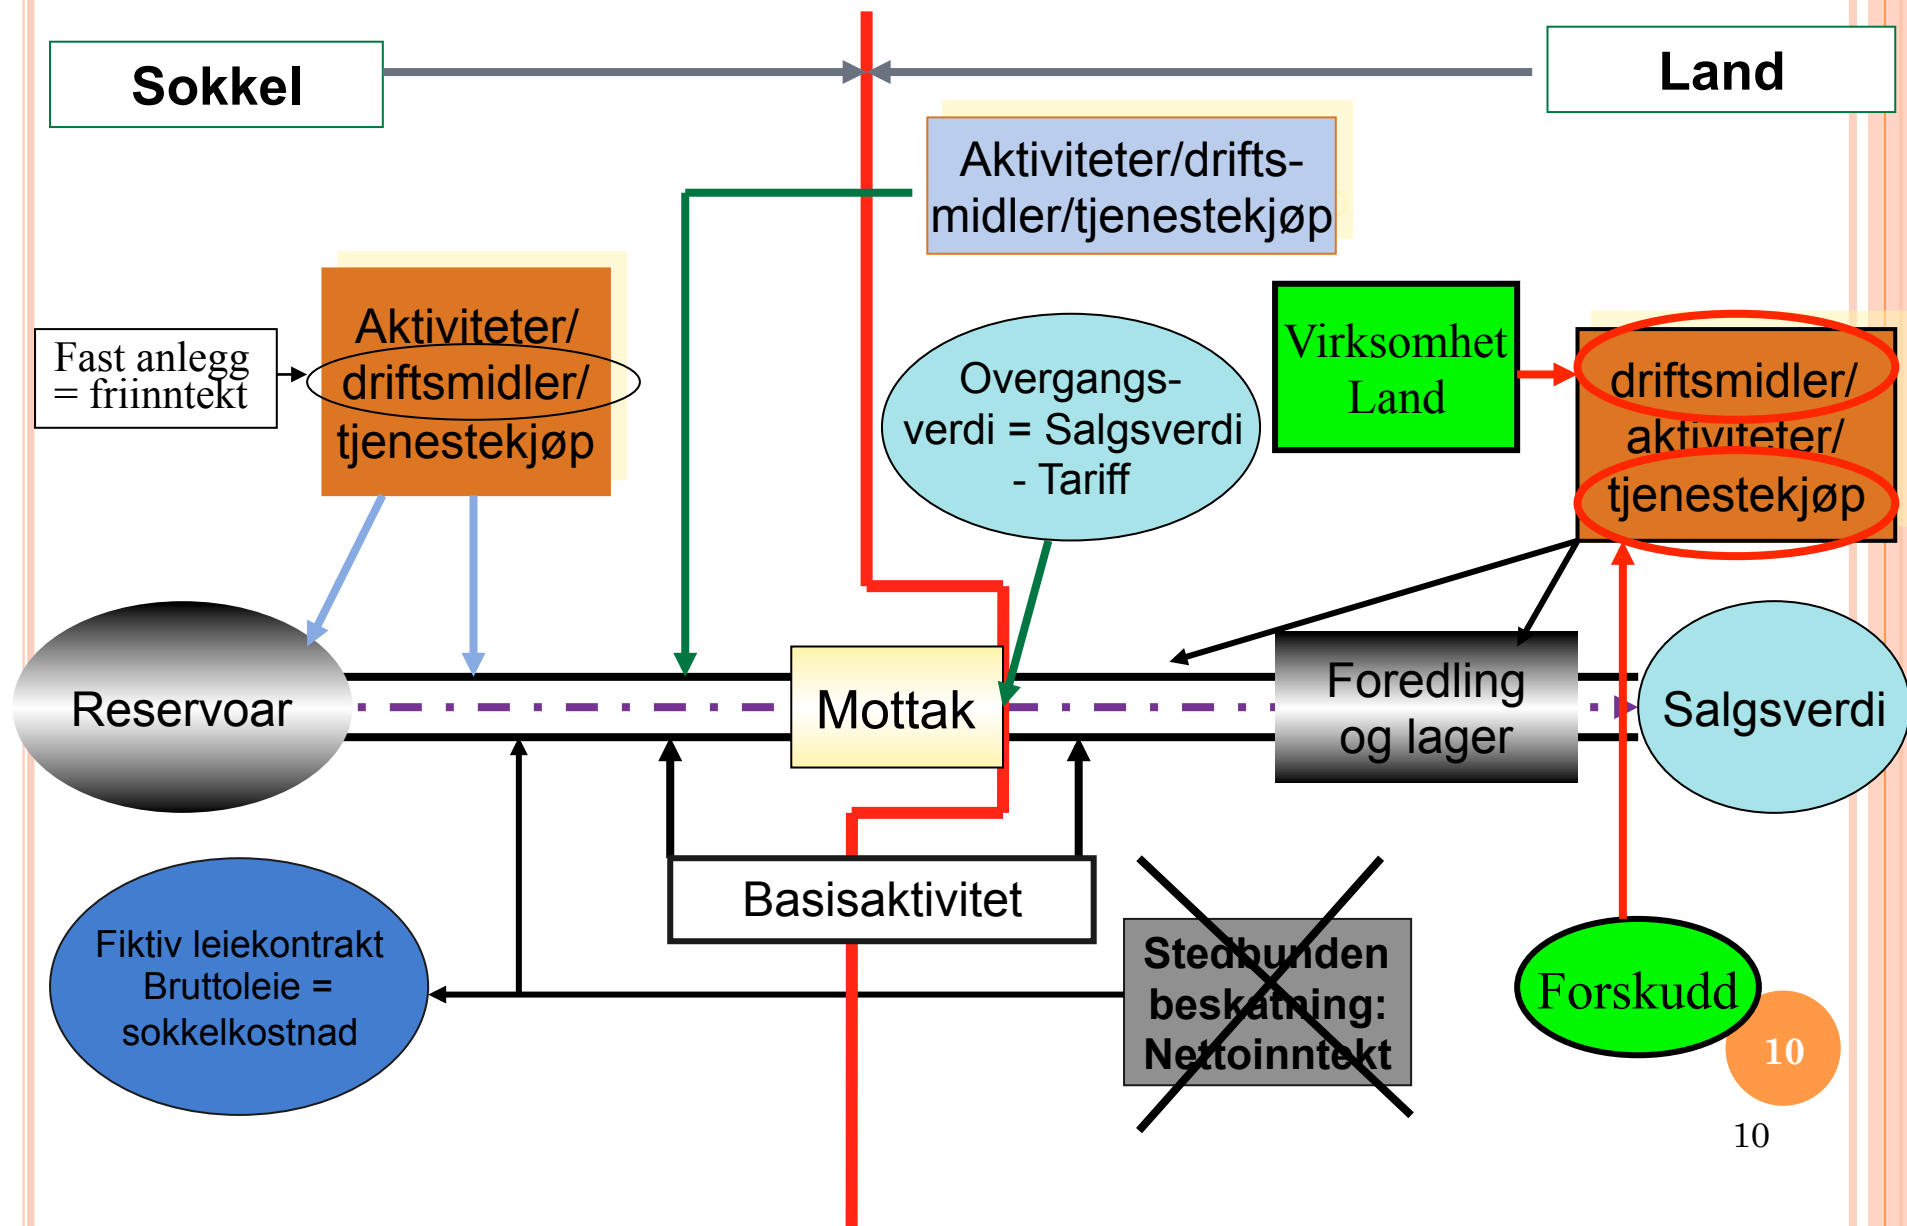 Sokkel
Land
Aktiviteter/drifts-
midler/tjenestekjøp
Fast anlegg
= friinntekt
Aktiviteter/
driftsmidler/
tjenestekjøp
Overgangs-
verdi = Salgsverdi
- Tariff
Virksomhet
Land
driftsmidler/
aktiviteter/
tjenestekjøp
Reservoar
Mottak
Foredling
og lager
Salgsverdi
Basisaktivitet
Fiktiv leiekontrakt
Bruttoleie =
sokkelkostnad
Stedbunden
beskatning:
Nettoinntekt
Forskudd
10
10